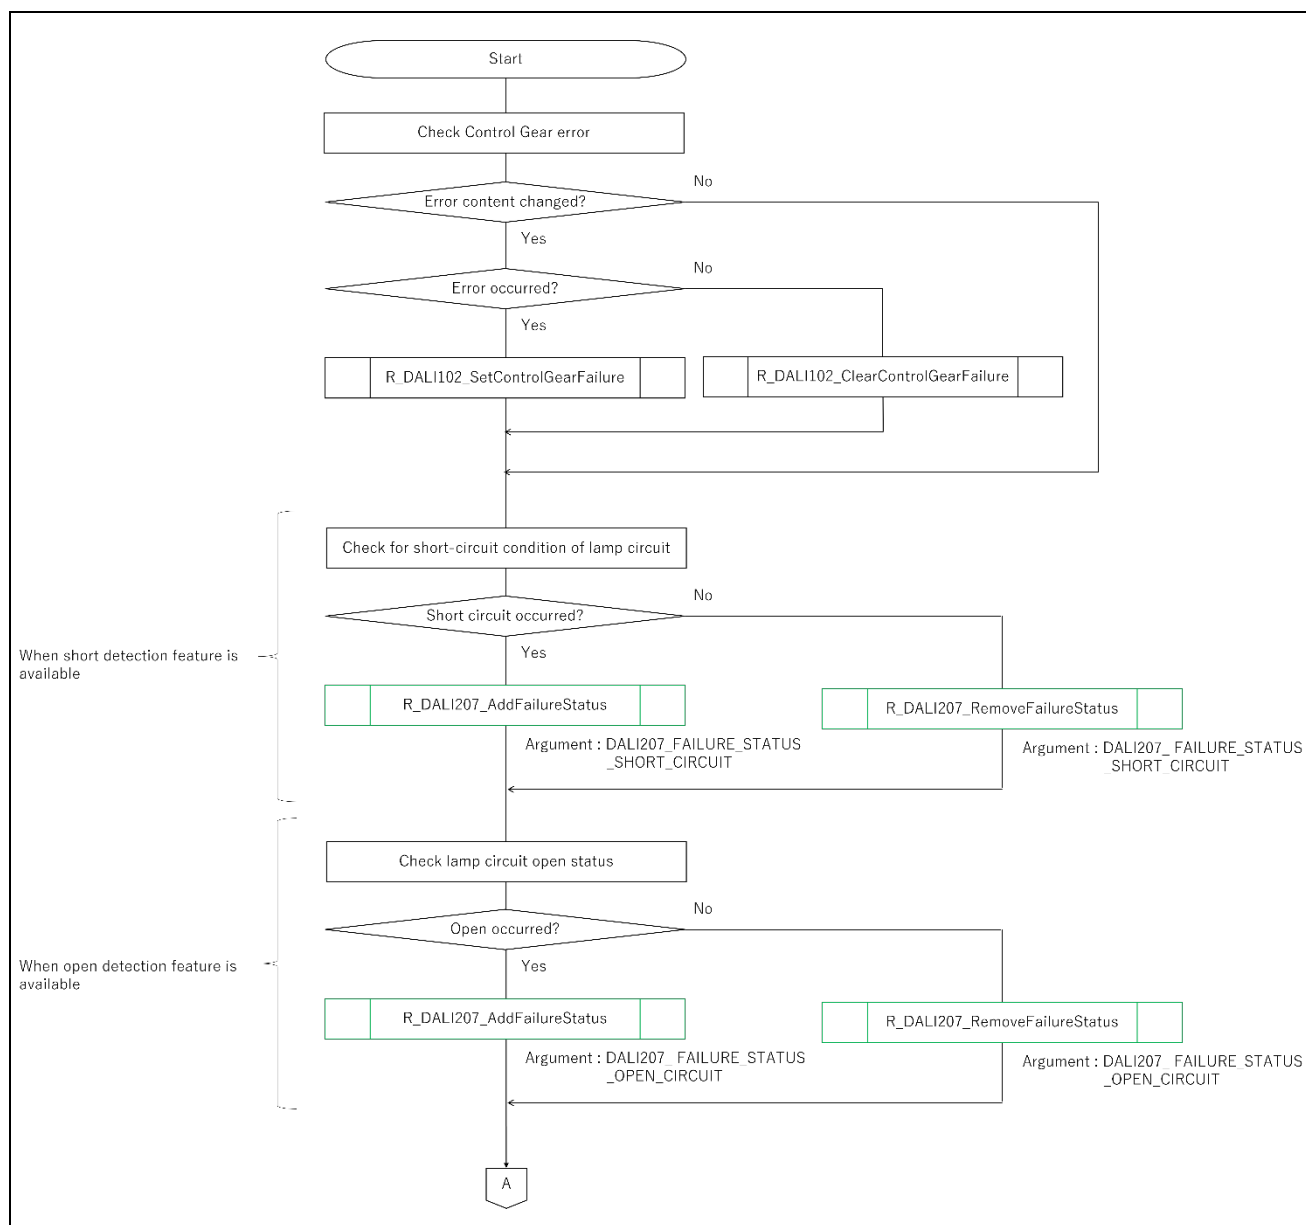 Start
Check Control Gear error
No
Error content changed?
Yes
No
Error occurred?
Yes
R_DALI102_SetControlGearFailure
R_DALI102_ClearControlGearFailure
Check for short-circuit condition of lamp circuit
No
Short circuit occurred?
Yes
When short detection feature is
available
R_DALI207_AddFailureStatus
R_DALI207_RemoveFailureStatus
Argument : DALI207_FAILURE_STATUS
_SHORT_CIRCUIT
Argument : DALI207_ FAILURE_STATUS
_SHORT_CIRCUIT
Check lamp circuit open status
No
Open occurred?
Yes
When open detection feature is
available
R_DALI207_AddFailureStatus
R_DALI207_RemoveFailureStatus
Argument : DALI207_ FAILURE_STATUS
_OPEN_CIRCUIT
Argument : DALI207_ FAILURE_STATUS
_OPEN_CIRCUIT
A